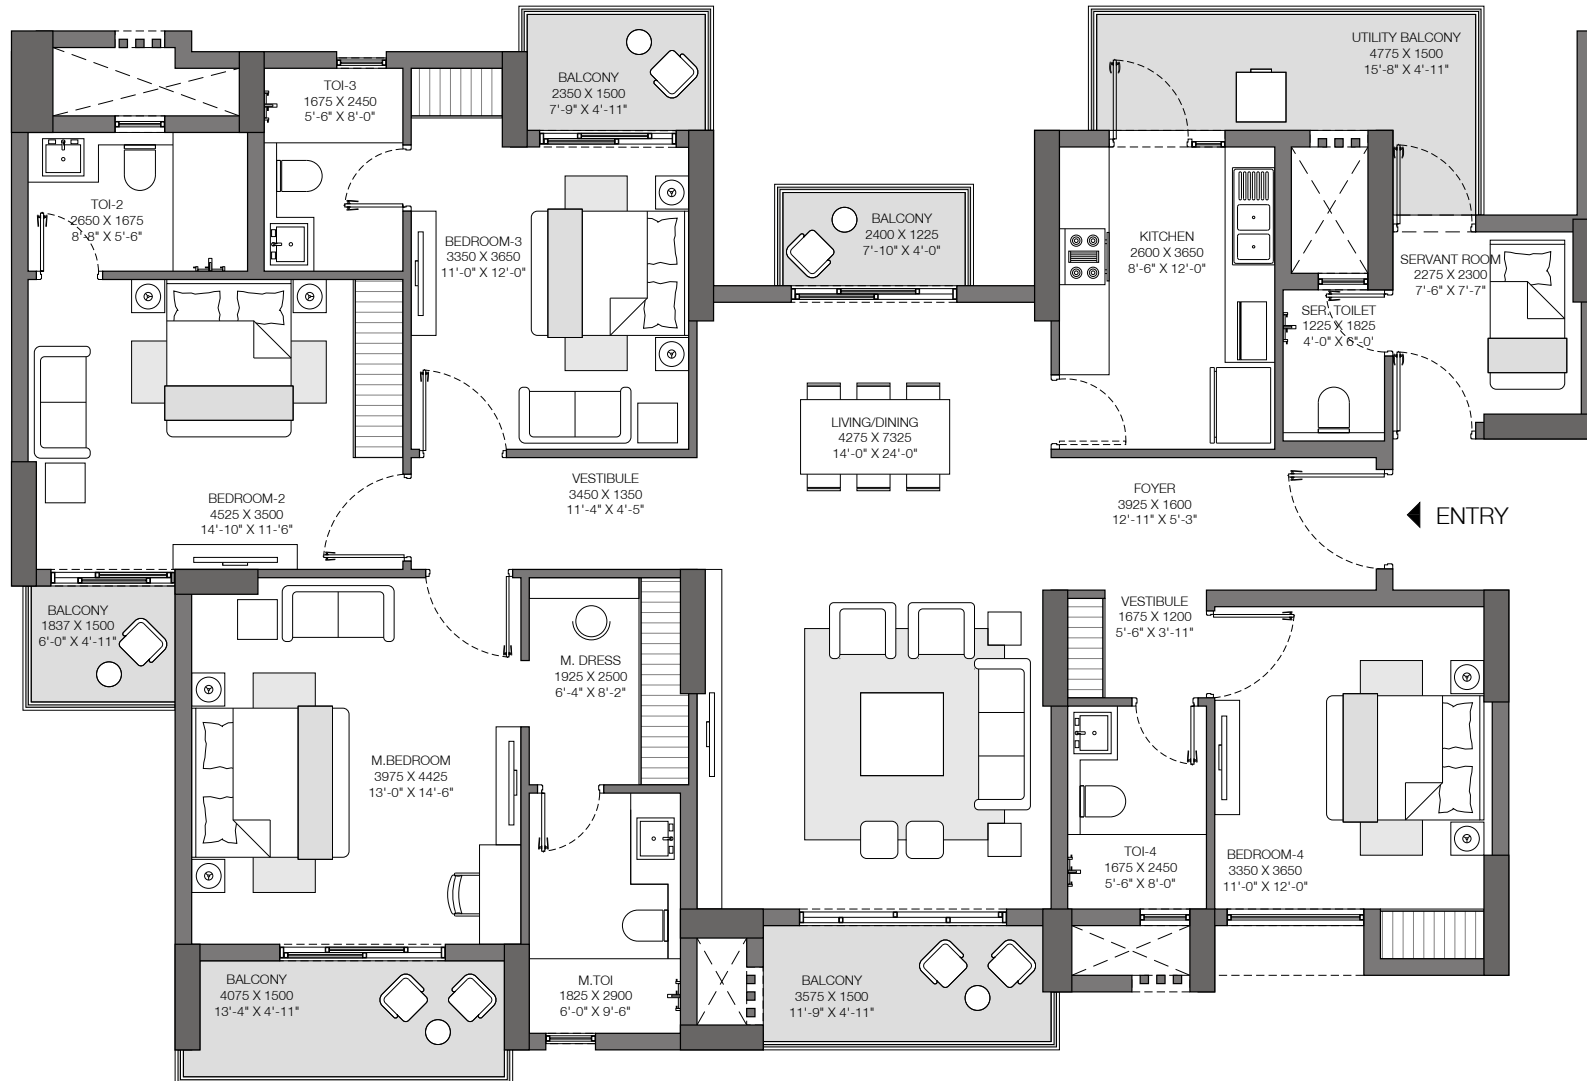 UTILITY BALCONY
4775 X 1500
15'-8" X 4'-11"
BALCONY
2350 X 1500
7'-9" X 4'-11"
TOI-3
1675 X 2450
5'-6" X 8'-0"
TOI-2
2650 X 1675
8'-8" X 5'-6"
BEDROOM-3
3350 X 3650
11'-0" X 12'-0"
BALCONY
2400 X 1225
7'-10" X 4'-0"
KITCHEN
2600 X 3650
8'-6" X 12'-0"
SERVANT ROOM
2275 X 2300
7'-6" X 7'-7"
SER. TOILET
1225 X 1825
4'-0" X 6"-0'
LIVING/DINING
4275 X 7325
14'-0" X 24'-0"
VESTIBULE
3450 X 1350
11'-4" X 4'-5"
BEDROOM-2
4525 X 3500
14'-10" X 11-'6"
FOYER
3925 X 1600
12'-11" X 5'-3"
ENTRY
BALCONY
1837 X 1500
6'-0" X 4'-11"
VESTIBULE
1675 X 1200
5'-6" X 3'-11"
M. DRESS
1925 X 2500
6'-4" X 8'-2"
M.BEDROOM
3975 X 4425
13'-0" X 14'-6"
TOI-4
1675 X 2450
5'-6" X 8'-0"
BEDROOM-4
3350 X 3650
11'-0" X 12'-0"
BALCONY
4075 X 1500
13'-4" X 4'-11"
M.TOI
1825 X 2900
6'-0" X 9'-6"
BALCONY
3575 X 1500
11'-9" X 4'-11"